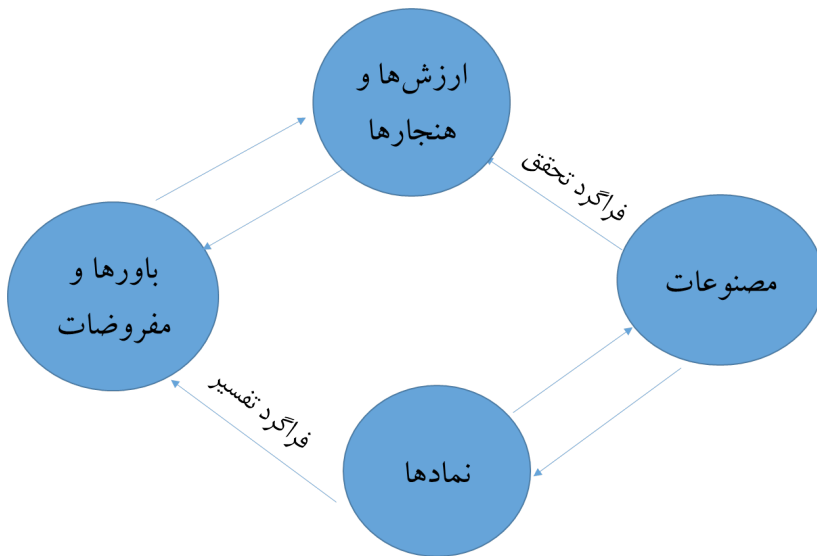 ارزش‌ها و
هنجارها
فراگرد تحقق
مصنوعات
باورها و
مفروضات
فراگرد تفسیر
نمادها